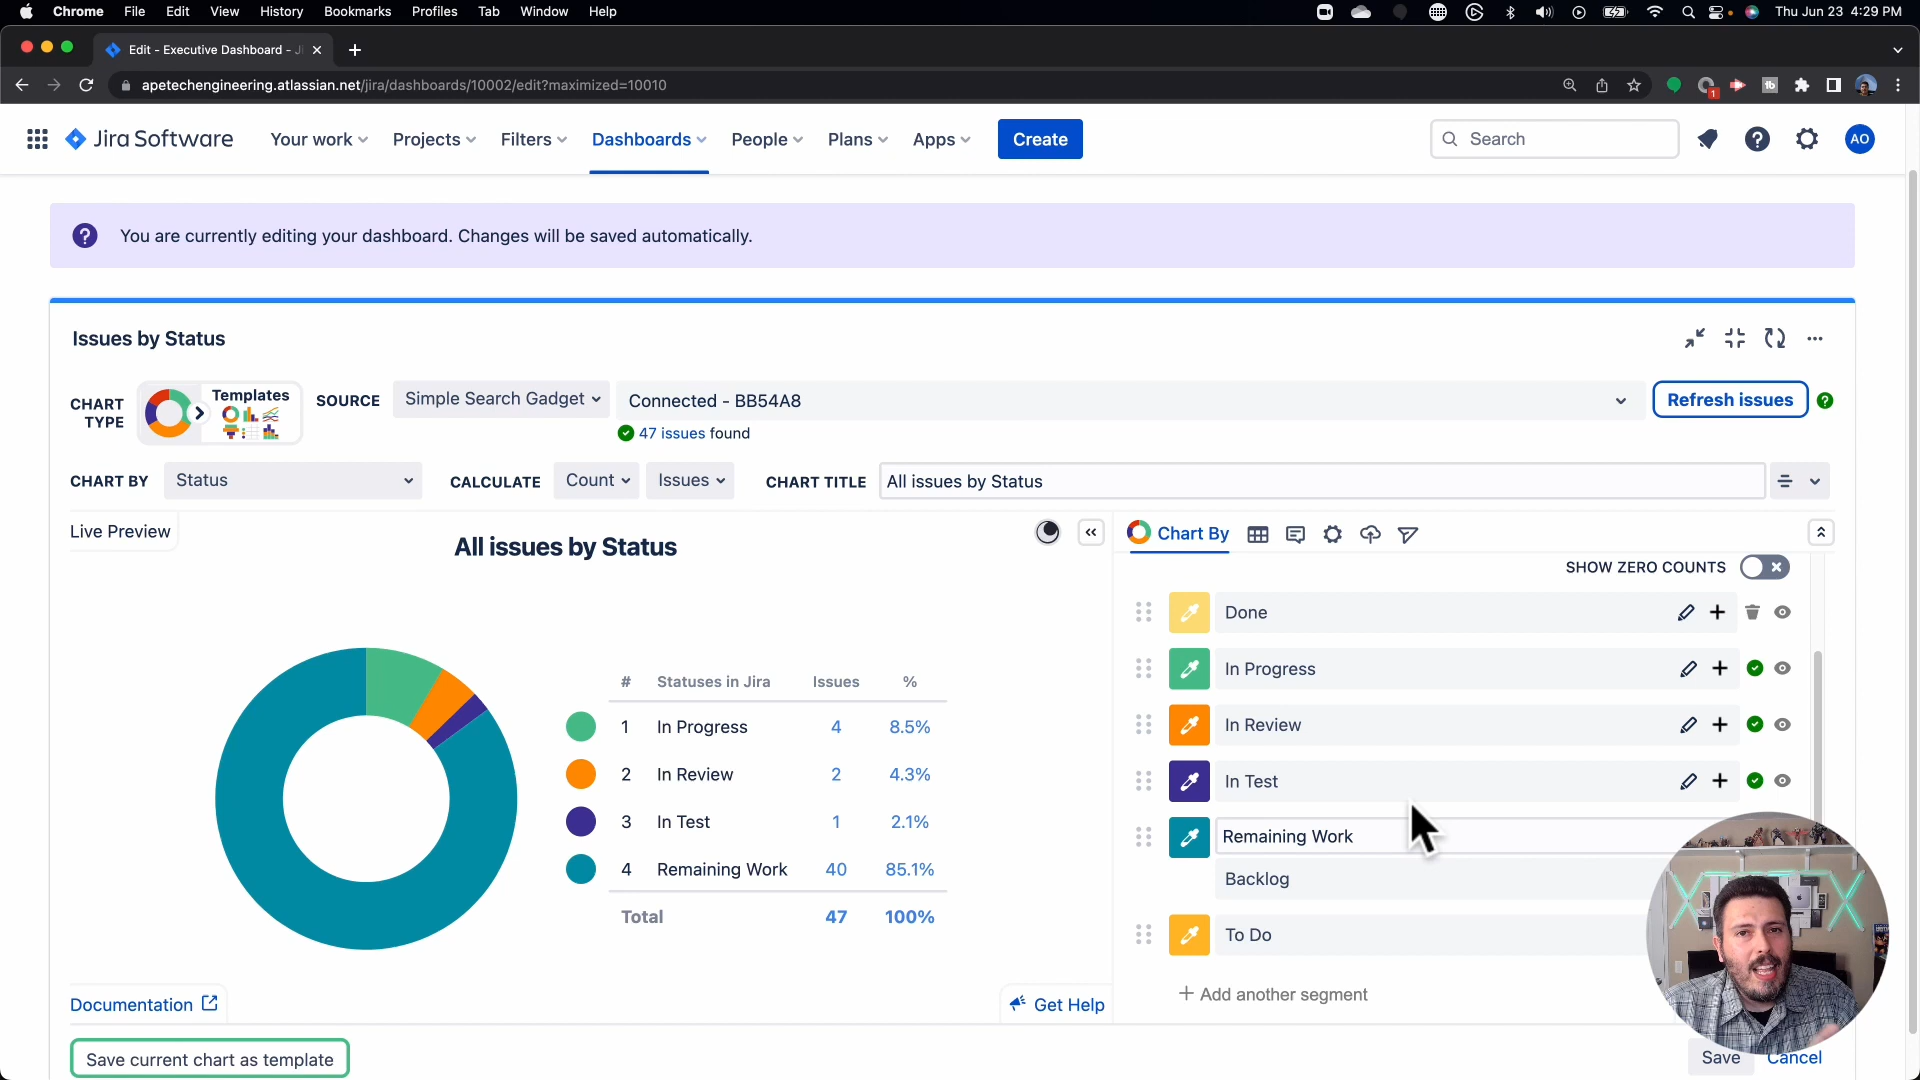 Chrome File Edit View History Bookmarks Profiles Tab Window Help Thu Jun 23 4:29 PM
Edit - Executive Dashboard - Ji
apetechengineering.atlassian.net/jira/dashboards/10002/edit?maximized=10010
1
tb
Jira Software Your work Projects Filters Dashboards People Plans Apps Create Search AO
You are currently editing your dashboard. Changes will be saved automatically.
Issues by Status
CHART TYPE
Templates
SOURCE Simple Search Gadget Connected - BB54A8 Refresh issues
47 issues found
CHART BY Status CALCULATE Count Issues CHART TITLE All issues by Status
Live Preview
All issues by Status
# Statuses in Jira Issues %
1 In Progress 4 8.5%
2 In Review 2 4.3%
3 In Test 1 2.1%
4 Remaining Work 40 85.1%
Total 47 100%
Documentation
Get Help
Chart By
SHOW ZERO COUNTS
Done
In Progress
In Review
In Test
Remaining Work
Backlog
To Do
+ Add another segment
Save current chart as template
Save Cancel